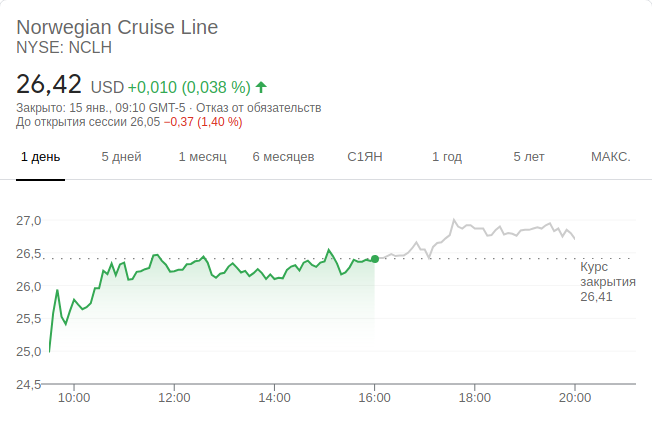 Norwegian Cruise Line
NYSE: NCLH
26,42 USD +0,010 (0,038 %)
Закрыто: 15 янв., 09:10 GMT-5 · Отказ от обязательств
До открытия сессии 26,05 −0,37 (1,40 %)
1 день 5 дней 1 месяц 6 месяцев С1ЯН 1 год 5 лет МАКС.
27,0
26,5
26,0
25,5
25,0
24,5
Курс
закрытия
26,41
10:00 12:00 14:00 16:00 18:00 20:00